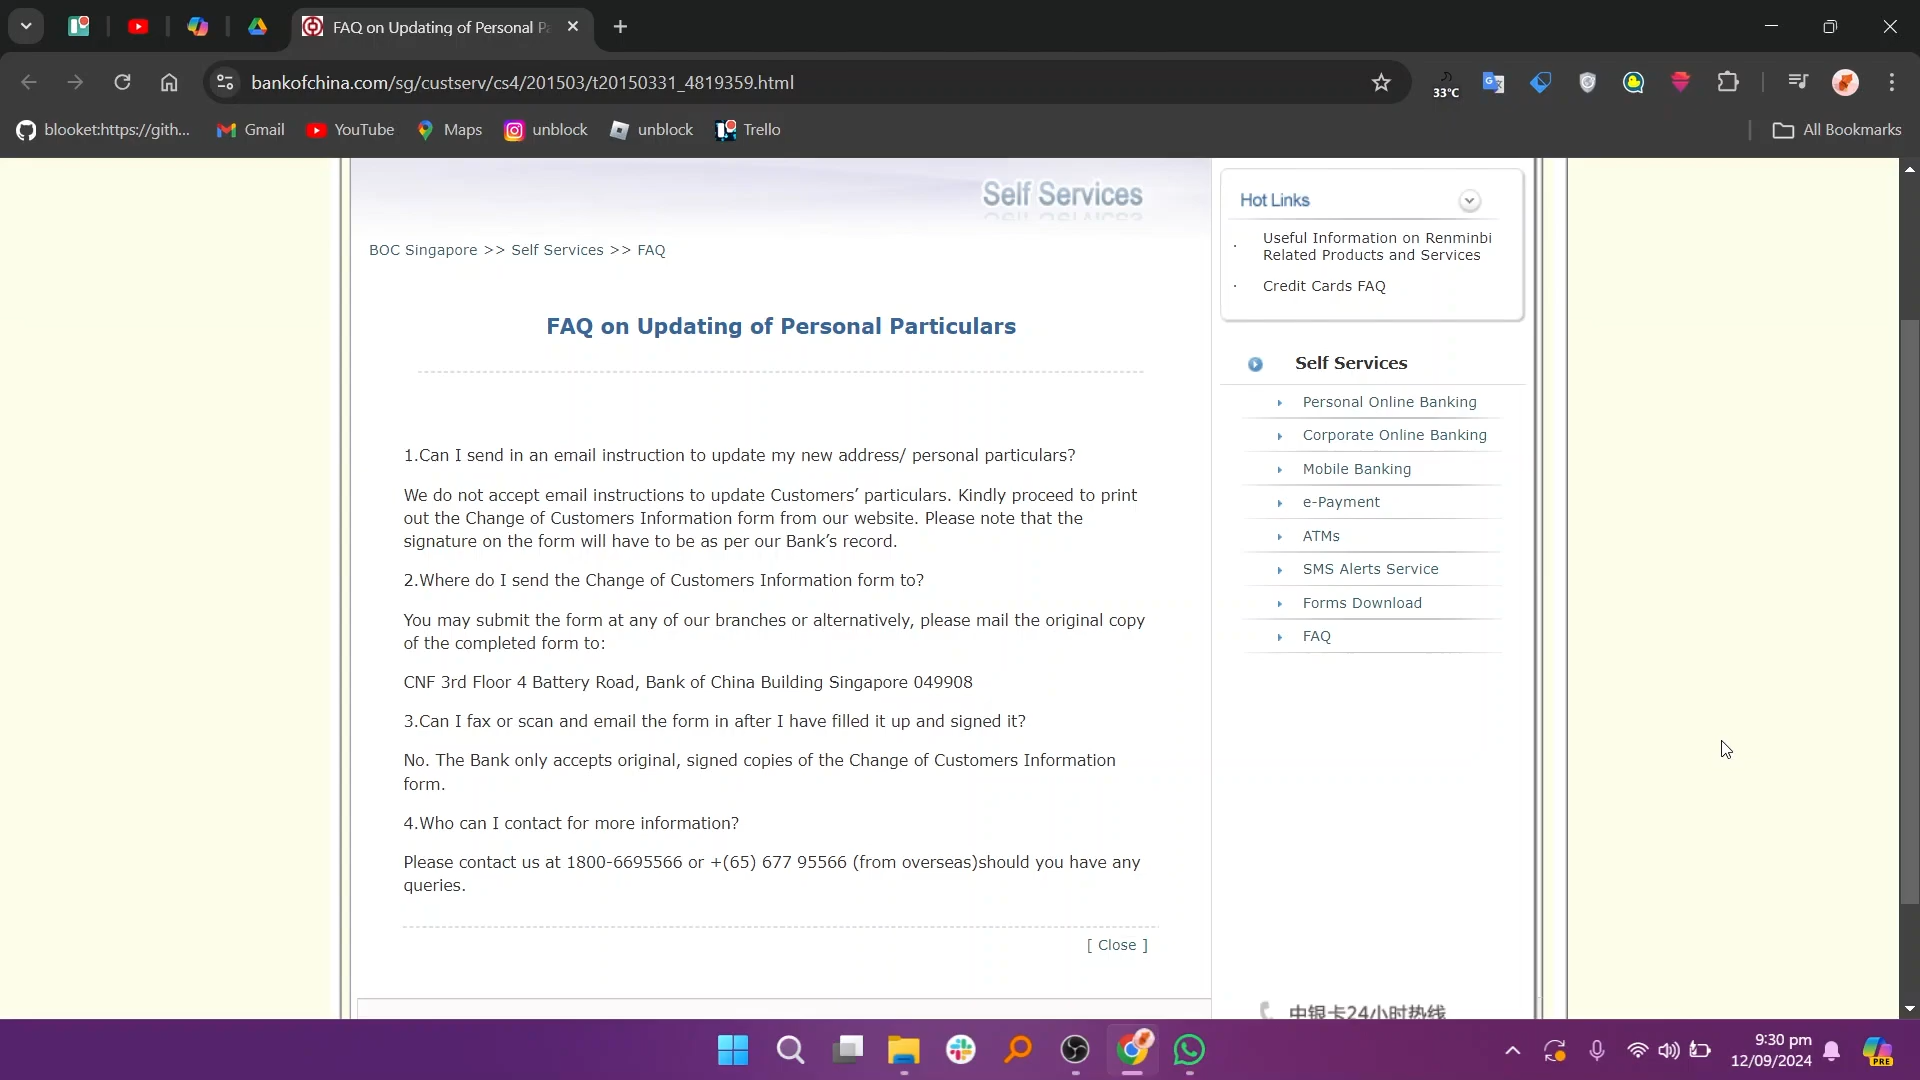 FAQ on Updating of Personal Pa
bankofchina.com/sg/custserv/cs4/201503/t20150331_4819359.html
33°C
blooket:https://gith...
Gmail
YouTube
Maps
unblock
unblock
Trello
All Bookmarks
Self Services
BOC Singapore >> Self Services >> FAQ
FAQ on Updating of Personal Particulars
1.Can I send in an email instruction to update my new address/ personal particulars?
We do not accept email instructions to update Customers’ particulars. Kindly proceed to print
out the Change of Customers Information form from our website. Please note that the
signature on the form will have to be as per our Bank’s record.
2.Where do I send the Change of Customers Information form to?
You may submit the form at any of our branches or alternatively, please mail the original copy
of the completed form to:
CNF 3rd Floor 4 Battery Road, Bank of China Building Singapore 049908
3.Can I fax or scan and email the form in after I have filled it up and signed it?
No. The Bank only accepts original, signed copies of the Change of Customers Information
form.
4.Who can I contact for more information?
Please contact us at 1800-6695566 or +(65) 677 95566 (from overseas)should you have any
queries.
[ Close ]
Hot Links
· Useful Information on Renminbi
Related Products and Services
· Credit Cards FAQ
Self Services
Personal Online Banking
Corporate Online Banking
Mobile Banking
e-Payment
ATMs
SMS Alerts Service
Forms Download
FAQ
中银卡24小时热线
9:30 pm
12/09/2024
PRE